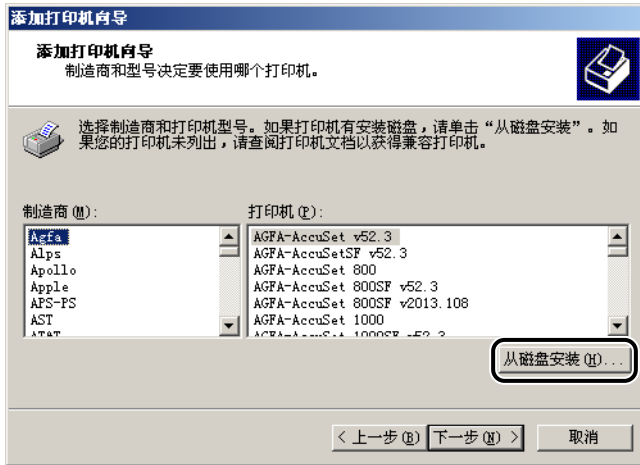 添加打印机向导
添加打印机向导
制造商和型号决定要使用哪个打印机。
选择制造商和打印机型号。如果打印机有安装磁盘，请单击“从磁盘安装”。如
果您的打印机未列出，请查阅打印机文档以获得兼容打印机。
制造商(M):
打印机(P):
Agfa
Alps
Apollo
Apple
APS-PS
AST
AT&T
AGFA-AccuSet v52.3
AGFA-AccuSetSF v52.3
AGFA-AccuSet 800
AGFA-AccuSet 800SF v52.3
AGFA-AccuSet 800SF v2013.108
AGFA-AccuSet 1000
AGFA-AccuSet 1000SF v52.3
从磁盘安装(H)...
< 上一步(B) 下一步(N) > 取消